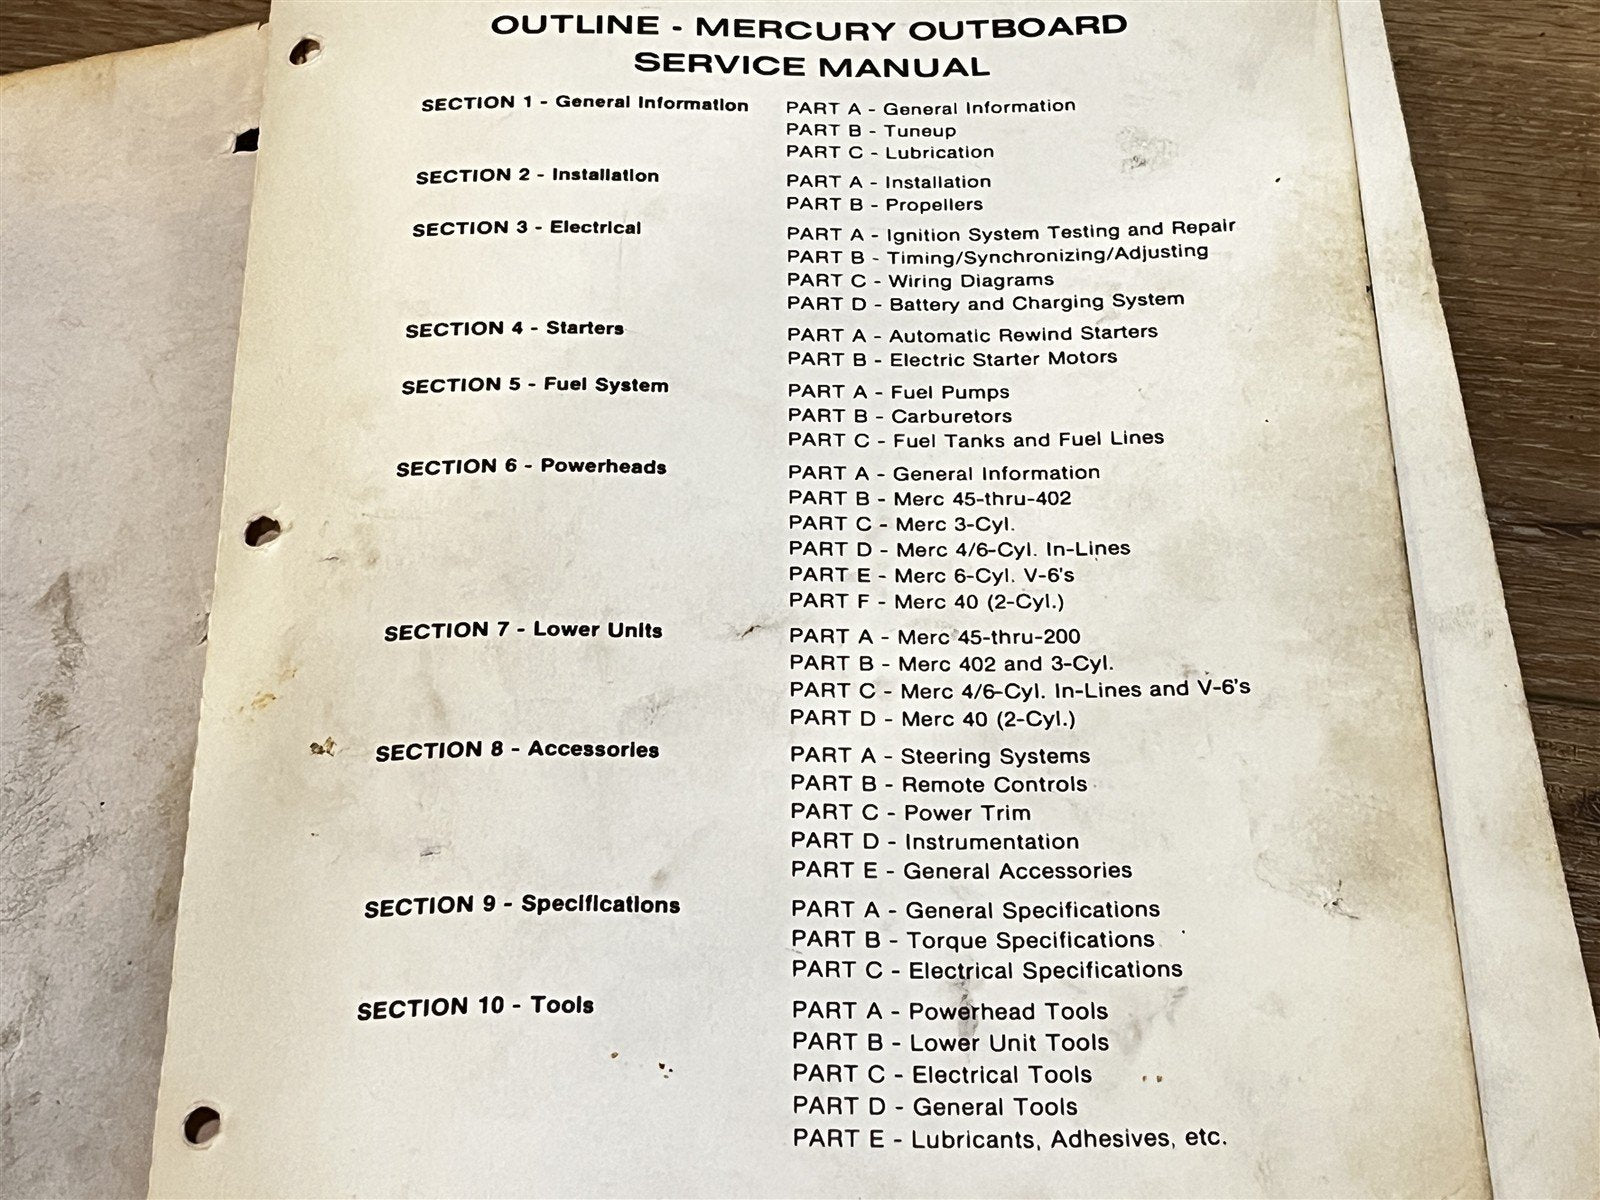 OUTLINE - MERCURY OUTBOARD
SERVICE MANUAL
SECTION 1 - General Information PART A - General Information
PART B - Tuneup
PART C - Lubrication
SECTION 2 - Installation PART A - Installation
PART B - Propellers
SECTION 3 - Electrical PART A - Ignition System Testing and Repair
PART B - Timing/Synchronizing/Adjusting
PART C - Wiring Diagrams
PART D - Battery and Charging System
SECTION 4 - Starters PART A - Automatic Rewind Starters
PART B - Electric Starter Motors
SECTION 5 - Fuel System PART A - Fuel Pumps
PART B - Carburetors
PART C - Fuel Tanks and Fuel Lines
SECTION 6 - Powerheads PART A - General Information
PART B - Merc 45-thru-402
PART C - Merc 3-Cyl.
PART D - Merc 4/6-Cyl. In-Lines
PART E - Merc 6-Cyl. V-6's
PART F - Merc 40 (2-Cyl.)
SECTION 7 - Lower Units PART A - Merc 45-thru-200
PART B - Merc 402 and 3-Cyl.
PART C - Merc 4/6-Cyl. In-Lines and V-6's
PART D - Merc 40 (2-Cyl.)
SECTION 8 - Accessories PART A - Steering Systems
PART B - Remote Controls
PART C - Power Trim
PART D - Instrumentation
PART E - General Accessories
SECTION 9 - Specifications PART A - General Specifications
PART B - Torque Specifications
PART C - Electrical Specifications
SECTION 10 - Tools PART A - Powerhead Tools
PART B - Lower Unit Tools
PART C - Electrical Tools
PART D - General Tools
PART E - Lubricants, Adhesives, etc.